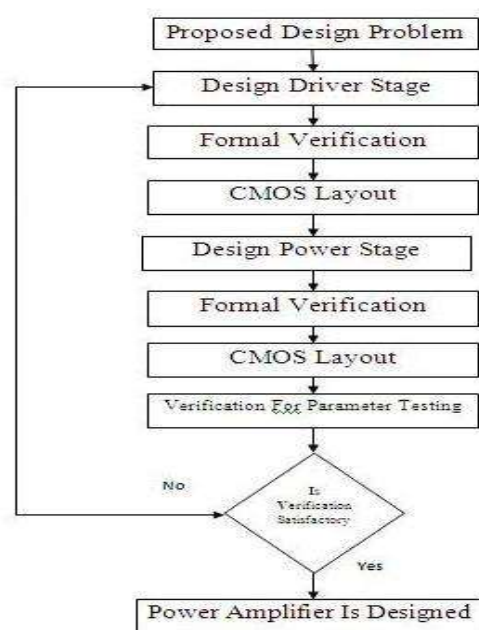 Proposed Design Problem
Design Driver Stage
Formal Verification
CMOS Layout
Design Power Stage
Formal Verification
CMOS Layout
Verification For Parameter Testing
Is
Verification
Satisfactory
No
Yes
Power Amplifier Is Designed